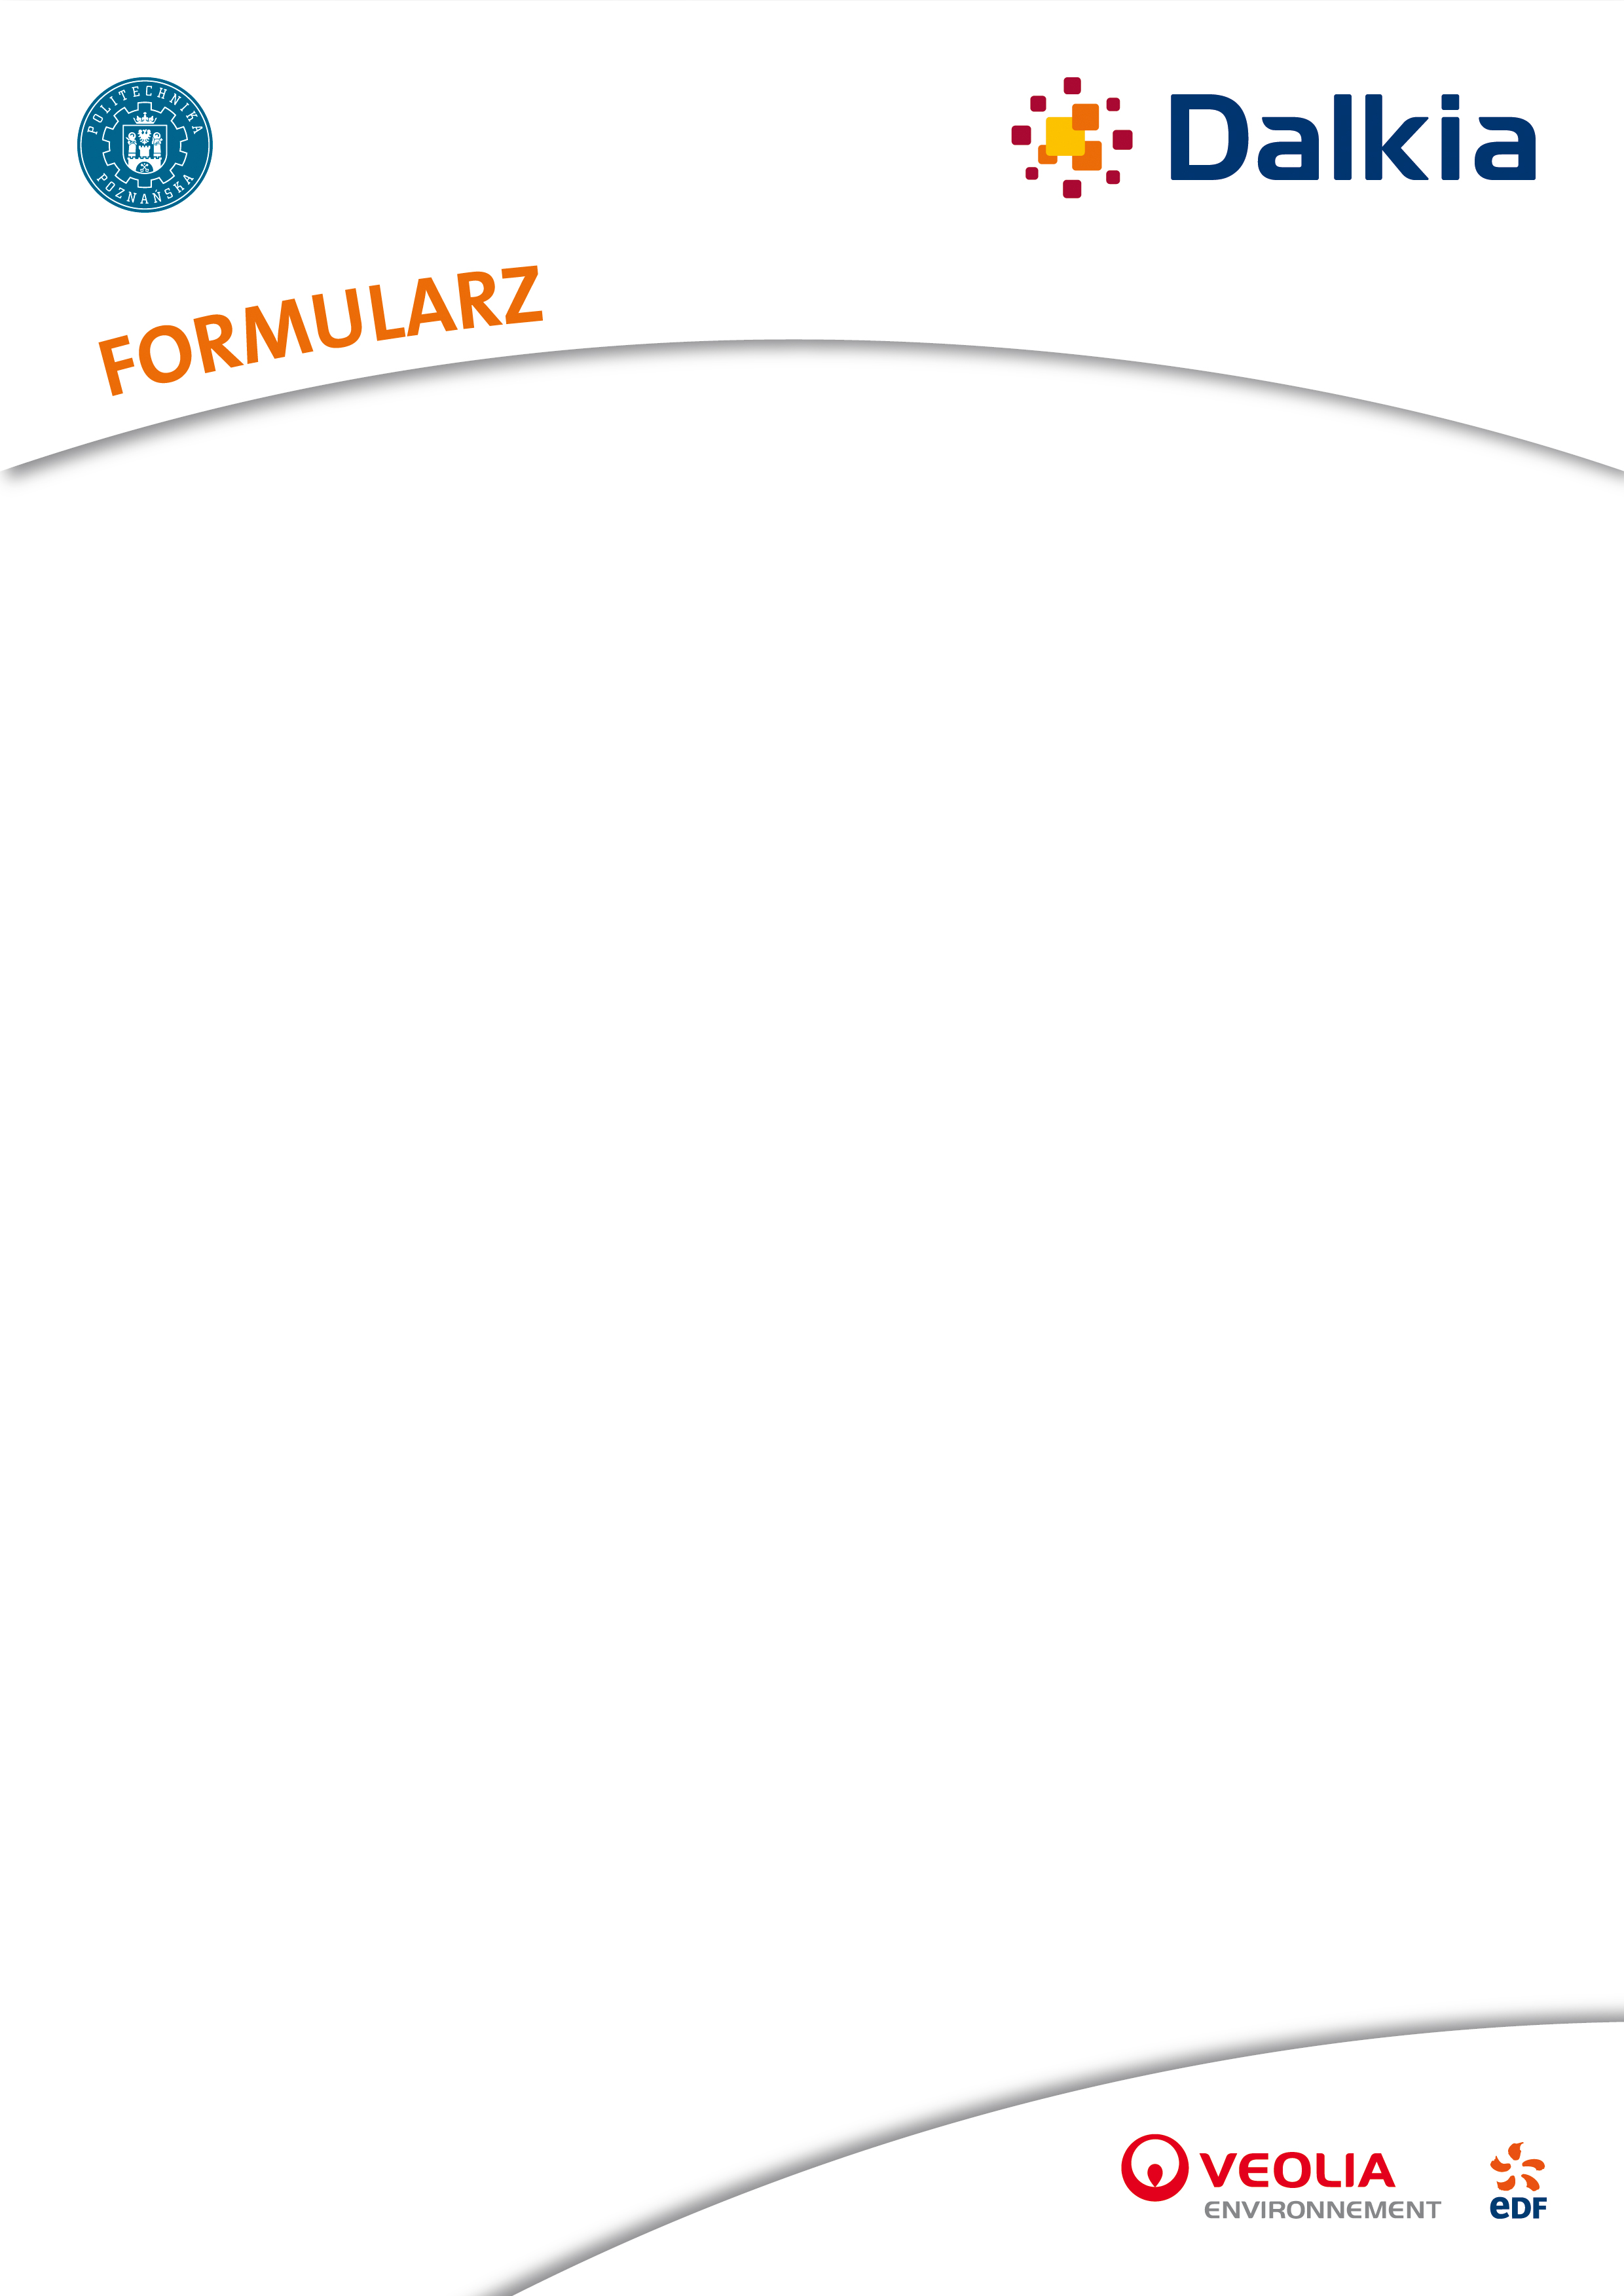 POLITECHNIKA
POZNAŃSKA
Dalkia
FORMULARZ
VEOLIA
ENVIRONNEMENT
eDF